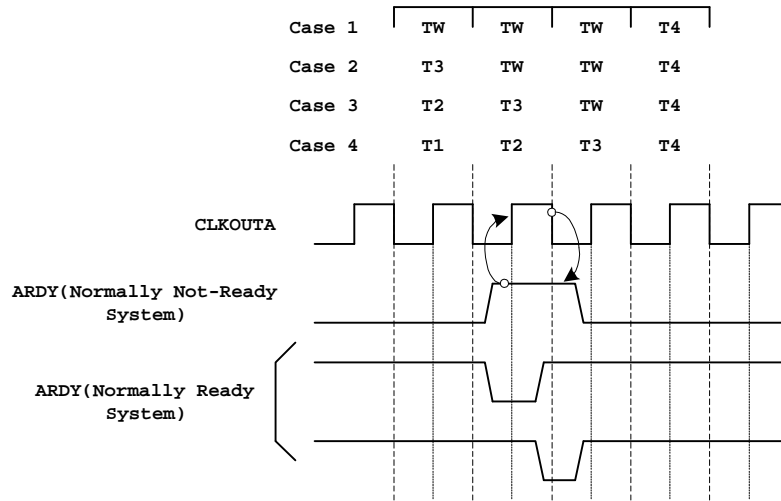 Case 1 TW TW TW T4
Case 2 T3 TW TW T4
Case 3 T2 T3 TW T4
Case 4 T1 T2 T3 T4
CLKOUTA
ARDY(Normally Not-Ready
System)
ARDY(Normally Ready
System)